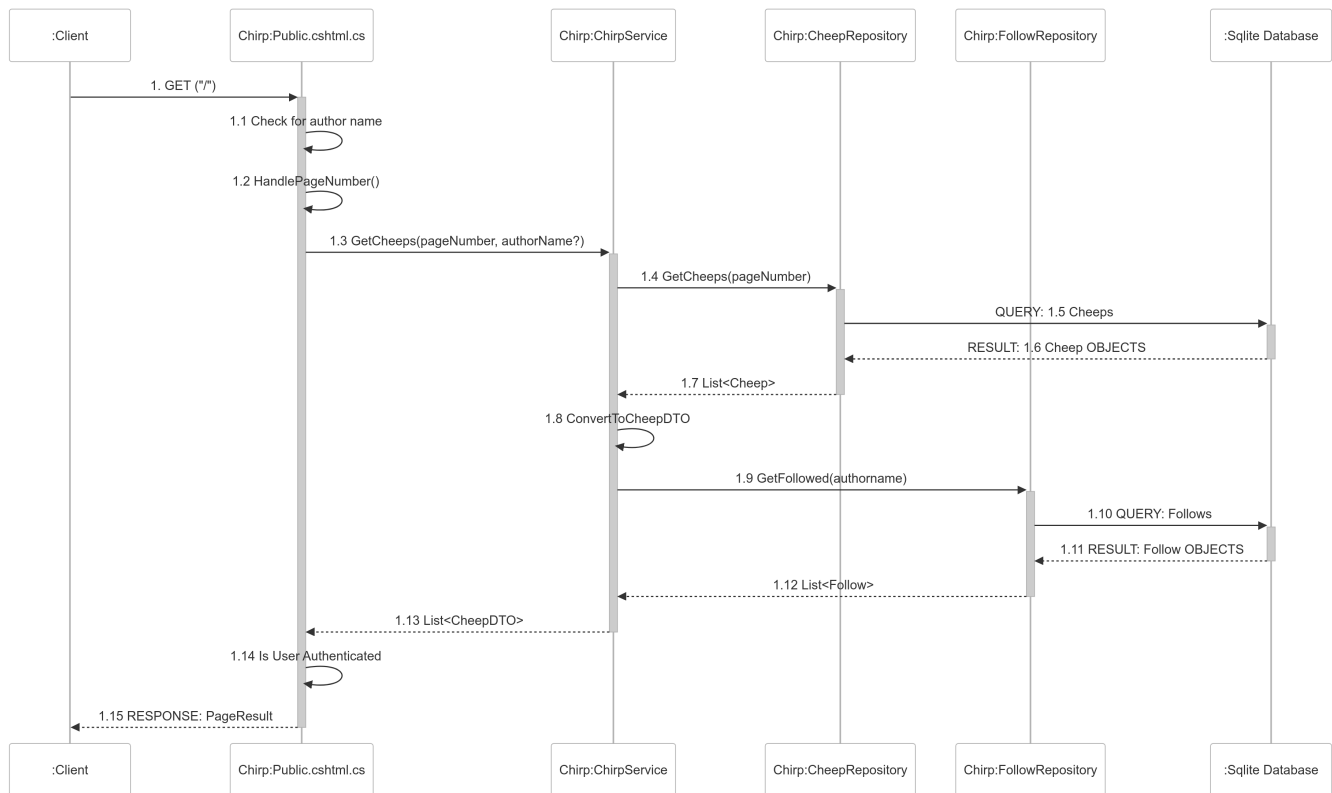 :Client
Chirp:Public.cshtml.cs
Chirp:ChirpService
Chirp:CheepRepository
Chirp:FollowRepository
:Sqlite Database
1. GET ("/")
1.1 Check for author name
1.2 HandlePageNumber()
1.3 GetCheeps(pageNumber, authorName?)
1.4 GetCheeps(pageNumber)
QUERY: 1.5 Cheeps
RESULT: 1.6 Cheep OBJECTS
1.7 List<Cheep>
1.8 ConvertToCheepDTO
1.9 GetFollowed(authorname)
1.10 QUERY: Follows
1.11 RESULT: Follow OBJECTS
1.12 List<Follow>
1.13 List<CheepDTO>
1.14 Is User Authenticated
1.15 RESPONSE: PageResult
:Client
Chirp:Public.cshtml.cs
Chirp:ChirpService
Chirp:CheepRepository
Chirp:FollowRepository
:Sqlite Database